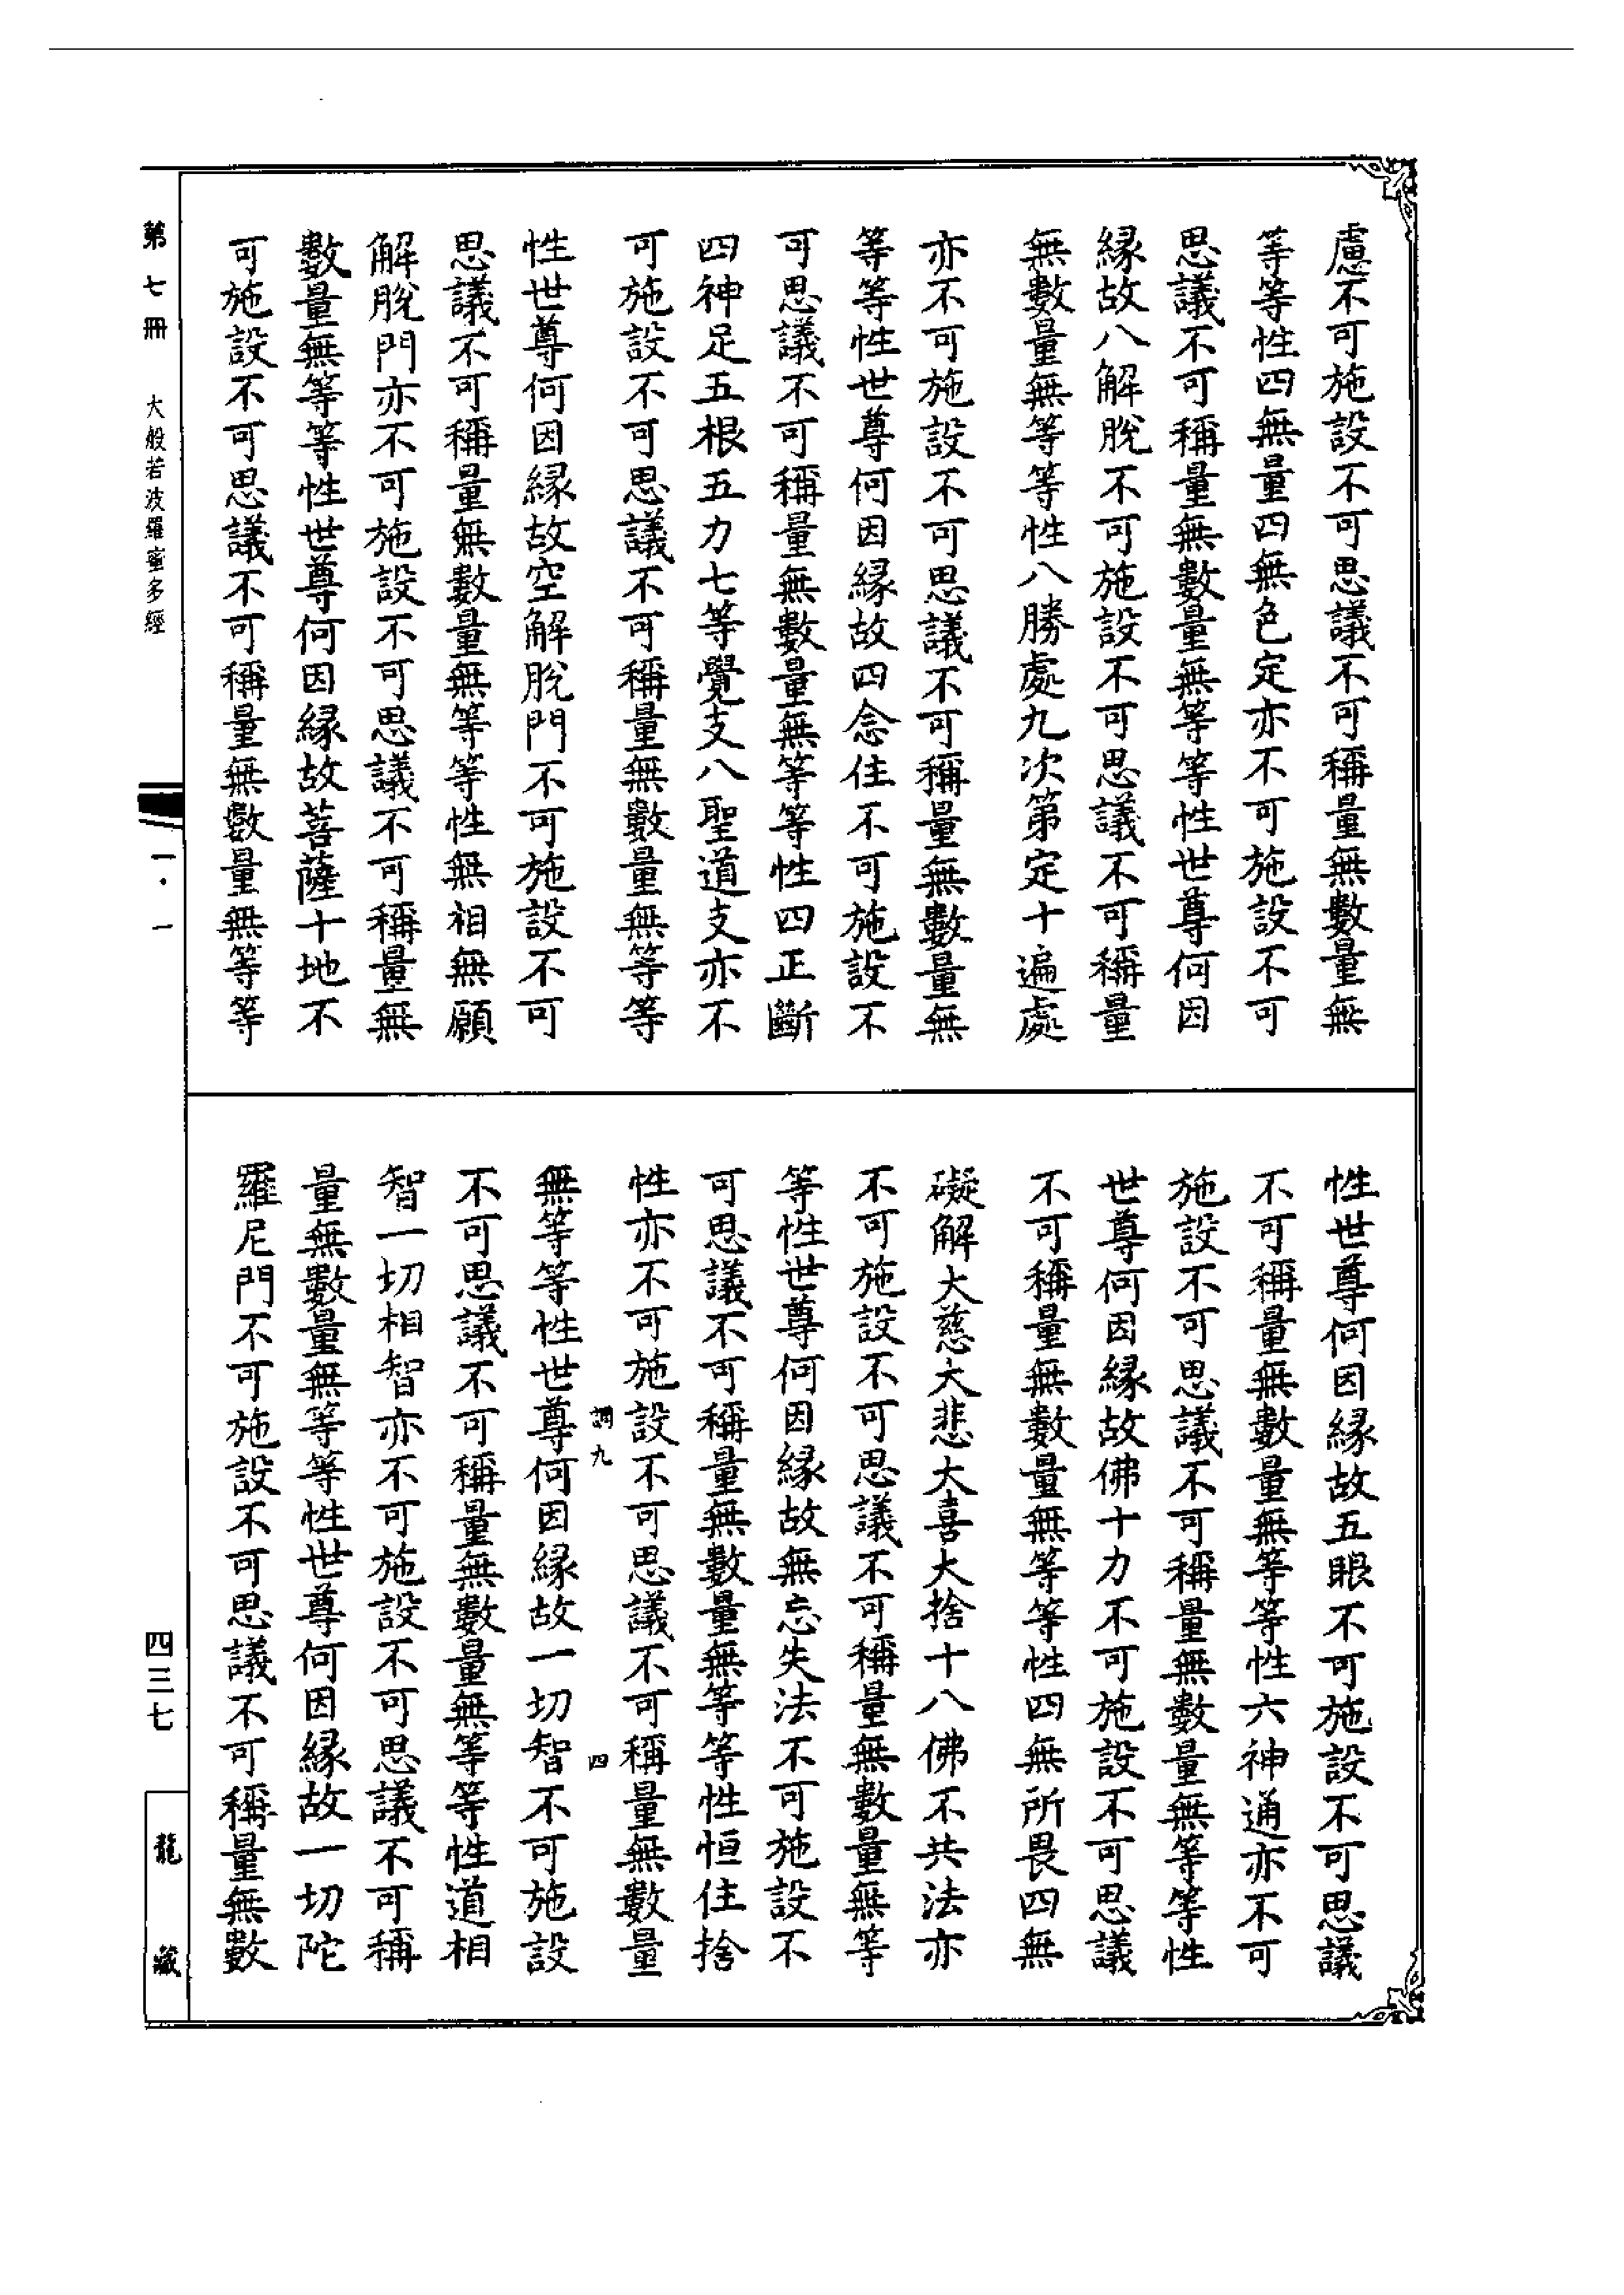 慮不可施設不可思議不可稱量無數量無
等等性四無量四無色定亦不可施設不可
思議不可稱量無數量無等等性世尊何因
緣故八解脫不可施設不可思議不可稱量
無數量無等等性八勝處九次第定十遍處
亦不可施設不可思議不可稱量無數量無
等等性世尊何因緣故四念住不可施設不
可思議不可稱量無數量無等等性四正斷
四神足五根五力七等覺支八聖道支亦不
可施設不可思議不可稱量無數量無等等
性世尊何因緣故空解脫門不可施設不可
思議不可稱量無數量無等等性無相無願
解脫門亦不可施設不可思議不可稱量無
數量無等等性世尊何因緣故菩薩十地不
可施設不可思議不可稱量無數量無等等
性世尊何因緣故五眼不可施設不可思議
不可稱量無數量無等等性六神通亦不可
施設不可思議不可稱量無數量無等等性
世尊何因緣故佛十力不可施設不可思議
不可稱量無數量無等等性四無所畏四無
礙解大慈大悲大喜大捨十八佛不共法亦
不可施設不可思議不可稱量無數量無等
等性世尊何因緣故無忘失法不可施設不
可思議不可稱量無數量無等等性恒住捨
性亦不可施設不可思議不可稱量無數量
調九 四
無等等性世尊何因緣故一切智不可施設
不可思議不可稱量無數量無等等性道相
智一切相智亦不可施設不可思議不可稱
量無數量無等等性世尊何因緣故一切陀
羅尼門不可施設不可思議不可稱量無數
第七冊 大般若波羅蜜多經 一·一 四三七 龍藏